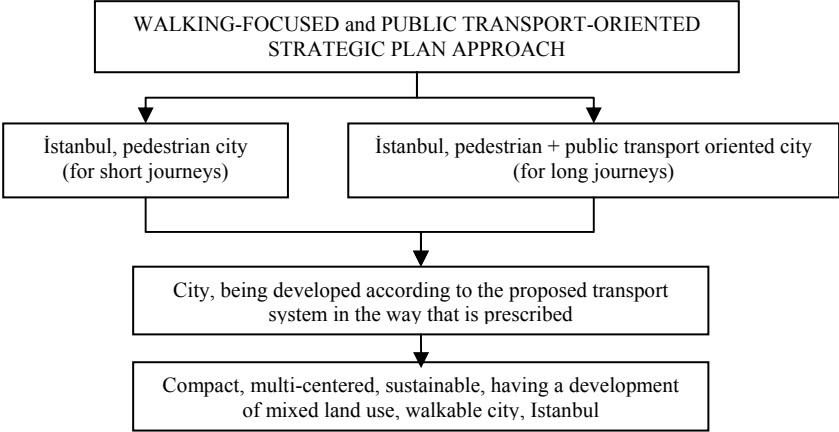 WALKING-FOCUSED and PUBLIC TRANSPORT-ORIENTED
STRATEGIC PLAN APPROACH
İstanbul, pedestrian city
(for short journeys)
İstanbul, pedestrian + public transport oriented city
(for long journeys)
City, being developed according to the proposed transport
system in the way that is prescribed
Compact, multi-centered, sustainable, having a development
of mixed land use, walkable city, Istanbul